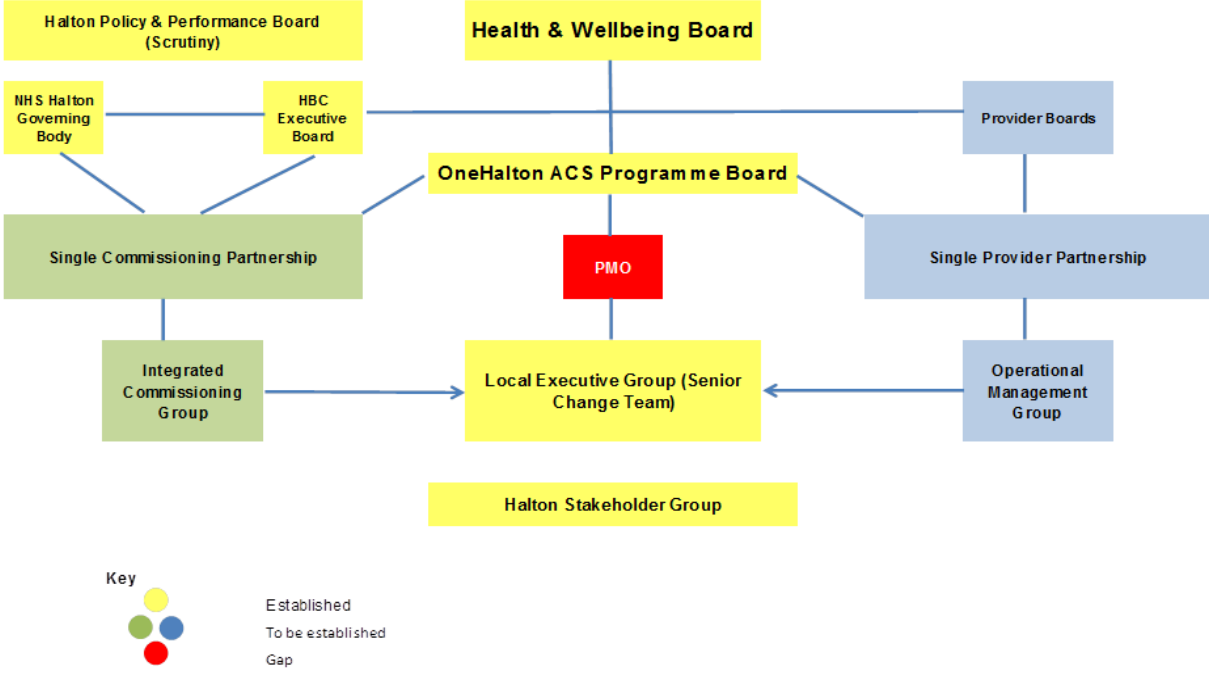 Halton Policy & Performance Board
(Scrutiny)
Health & Wellbeing Board
NHS Halton
Governing
Body
HBC
Executive
Board
Provider Boards
OneHalton ACS Programme Board
Single Commissioning Partnership
PMO
Single Provider Partnership
Integrated
Commissioning
Group
Local Executive Group (Senior
Change Team)
Operational
Management
Group
Halton Stakeholder Group
Key
Established
To be established
Gap